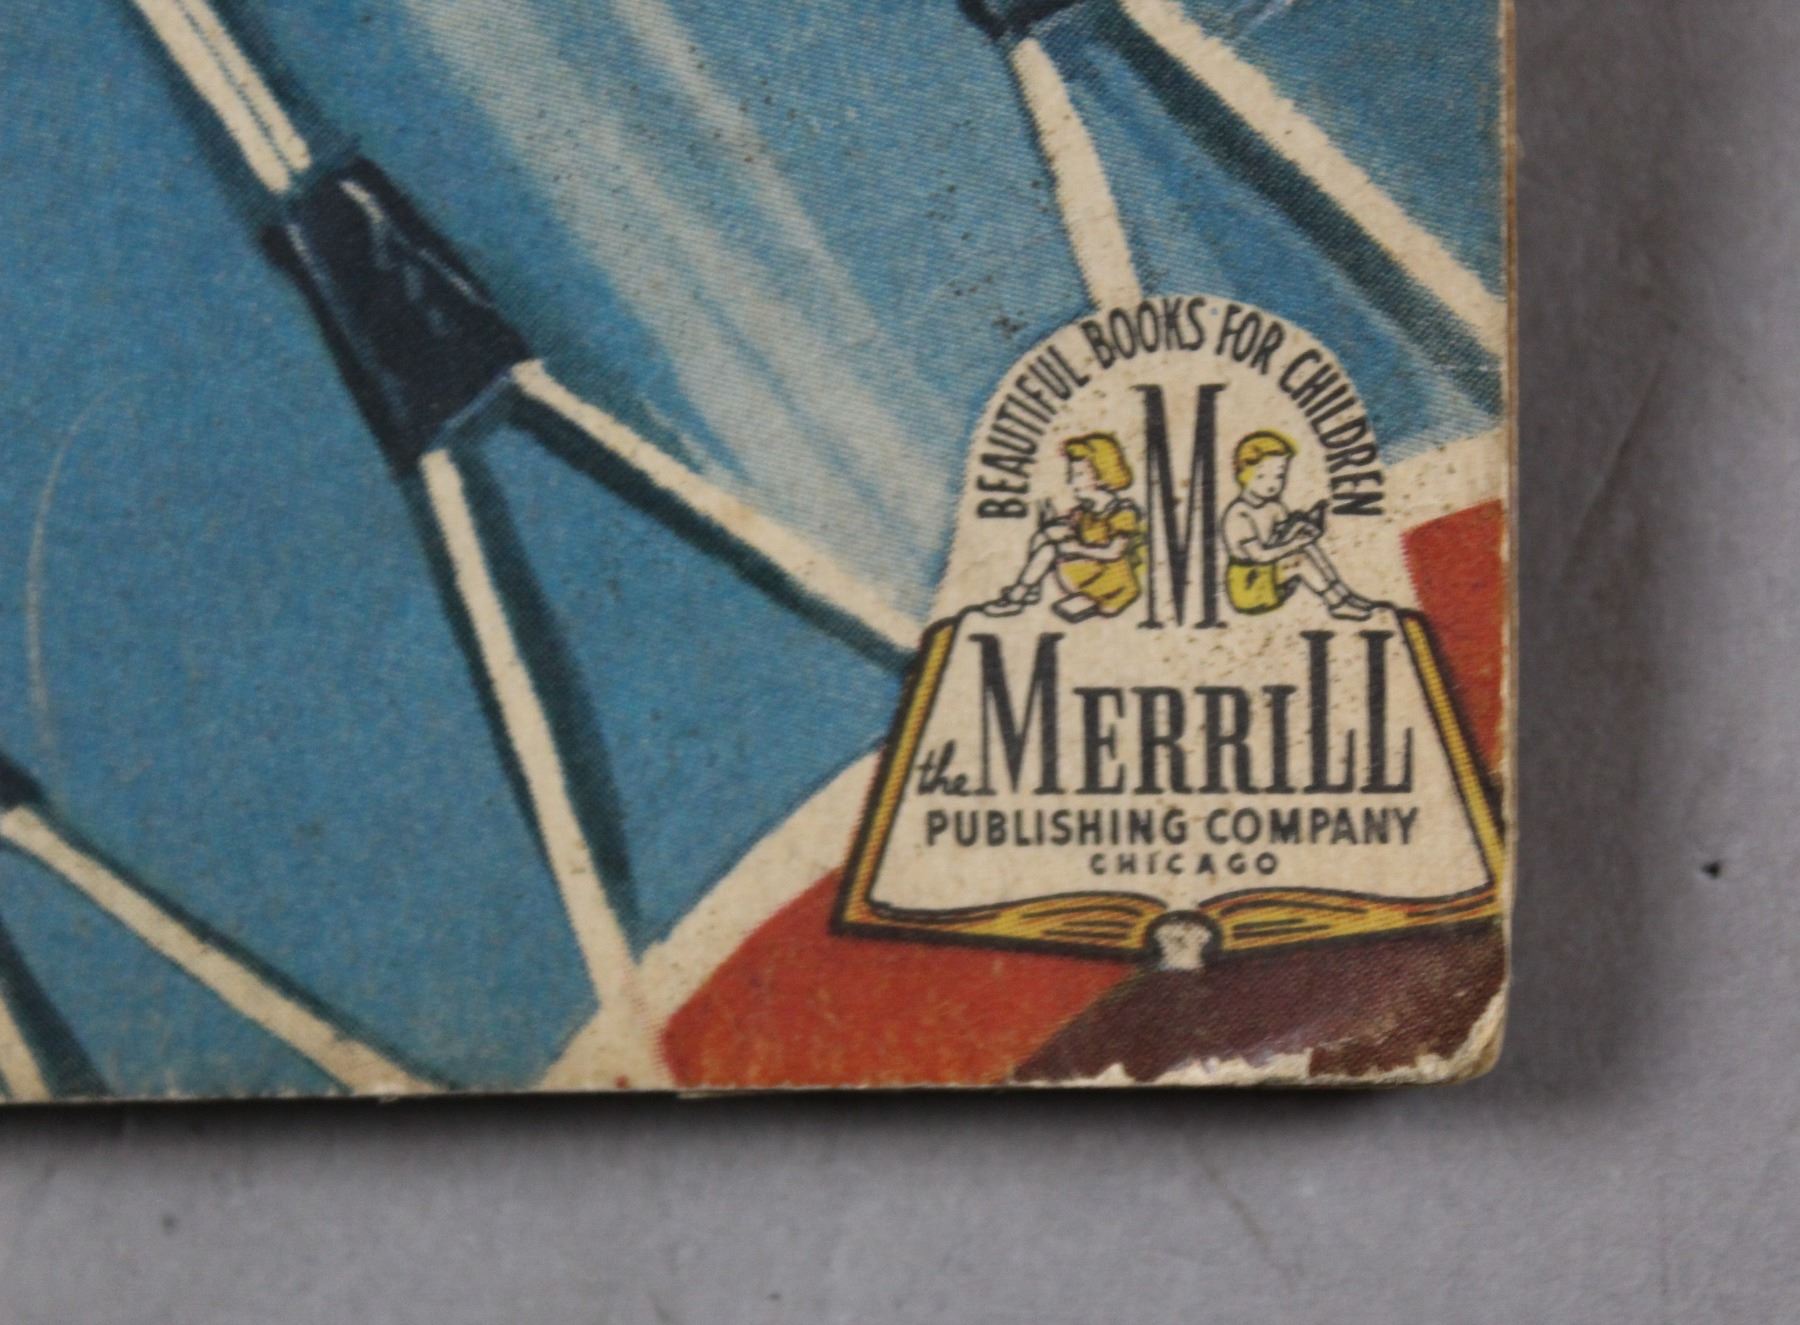 BEAUTIFUL BOOKS FOR CHILDREN
M
the MERRILL
PUBLISHING COMPANY
CHICAGO